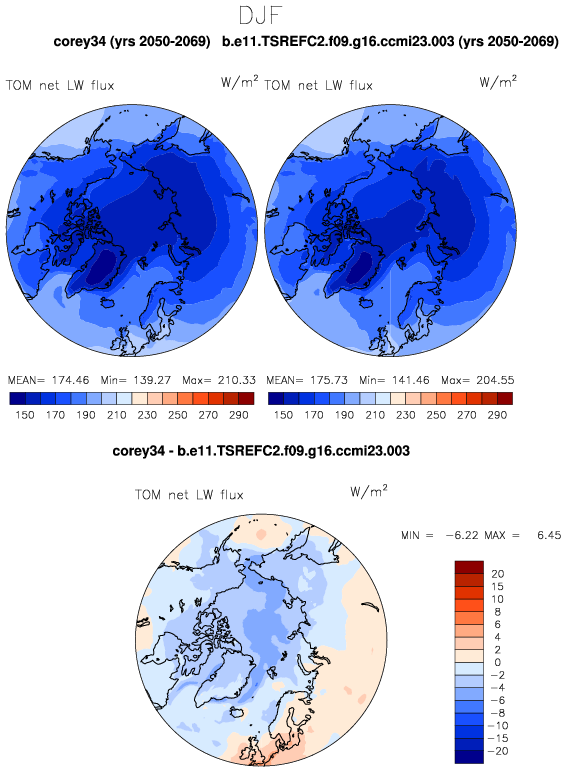 DJF
corey34 (yrs 2050-2069) b.e11.TSREFC2.f09.g16.ccmi23.003 (yrs 2050-2069)
TOM net LW flux W/m² TOM net LW flux W/m²
MEAN= 174.46 Min= 139.27 Max= 210.33 MEAN= 175.73 Min= 141.46 Max= 204.55
150 170 190 210 230 250 270 290 150 170 190 210 230 250 270 290
corey34 - b.e11.TSREFC2.f09.g16.ccmi23.003
TOM net LW flux W/m²
MIN = -6.22 MAX = 6.45
20
15
10
8
6
4
2
0
-2
-4
-6
-8
-10
-15
-20